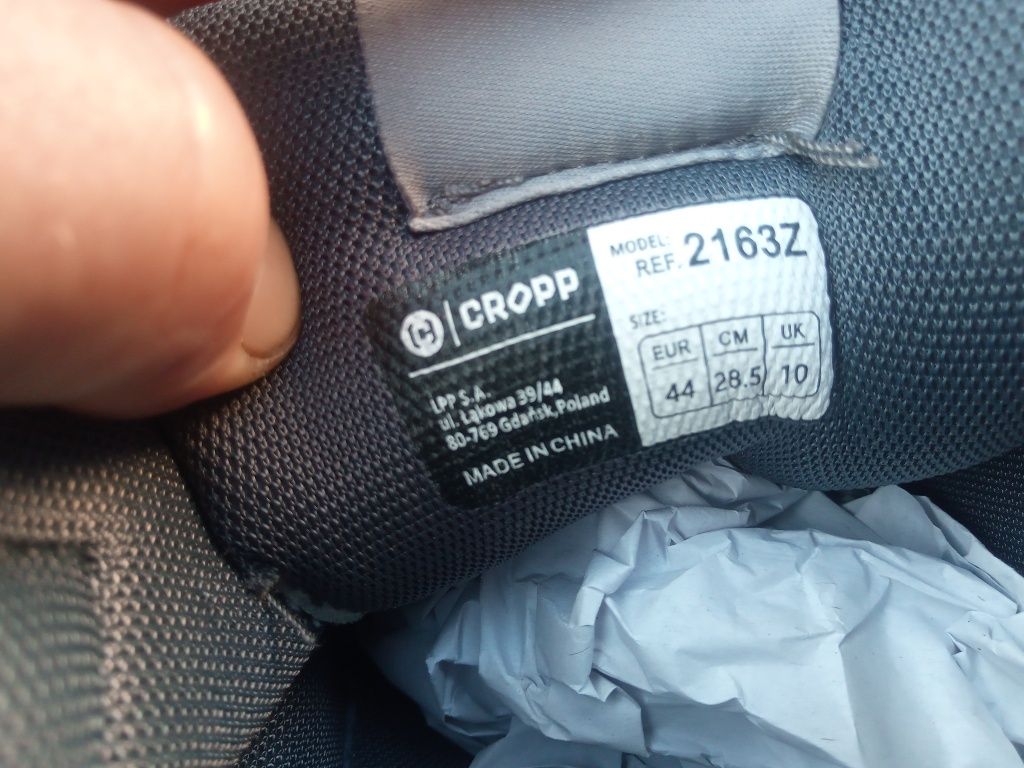 CROPP
LPP S.A.
ul. Łąkowa 39/44
80-769 Gdańsk,Poland
MADE IN CHINA
MODEL:
REF. 2163Z
SIZE:
EUR CM UK
44 28.5 10